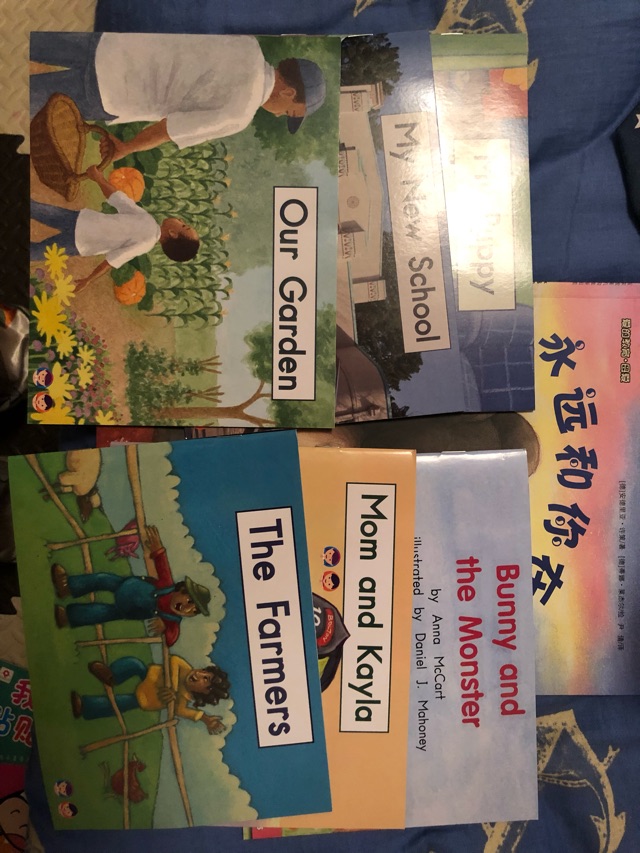 The Farmers
Mom and Kayla
Bunny and
the Monster
by Anna McCart
illustrated by Daniel J. Mahoney
Our Garden
My New School
Puppy
永远和你在
我